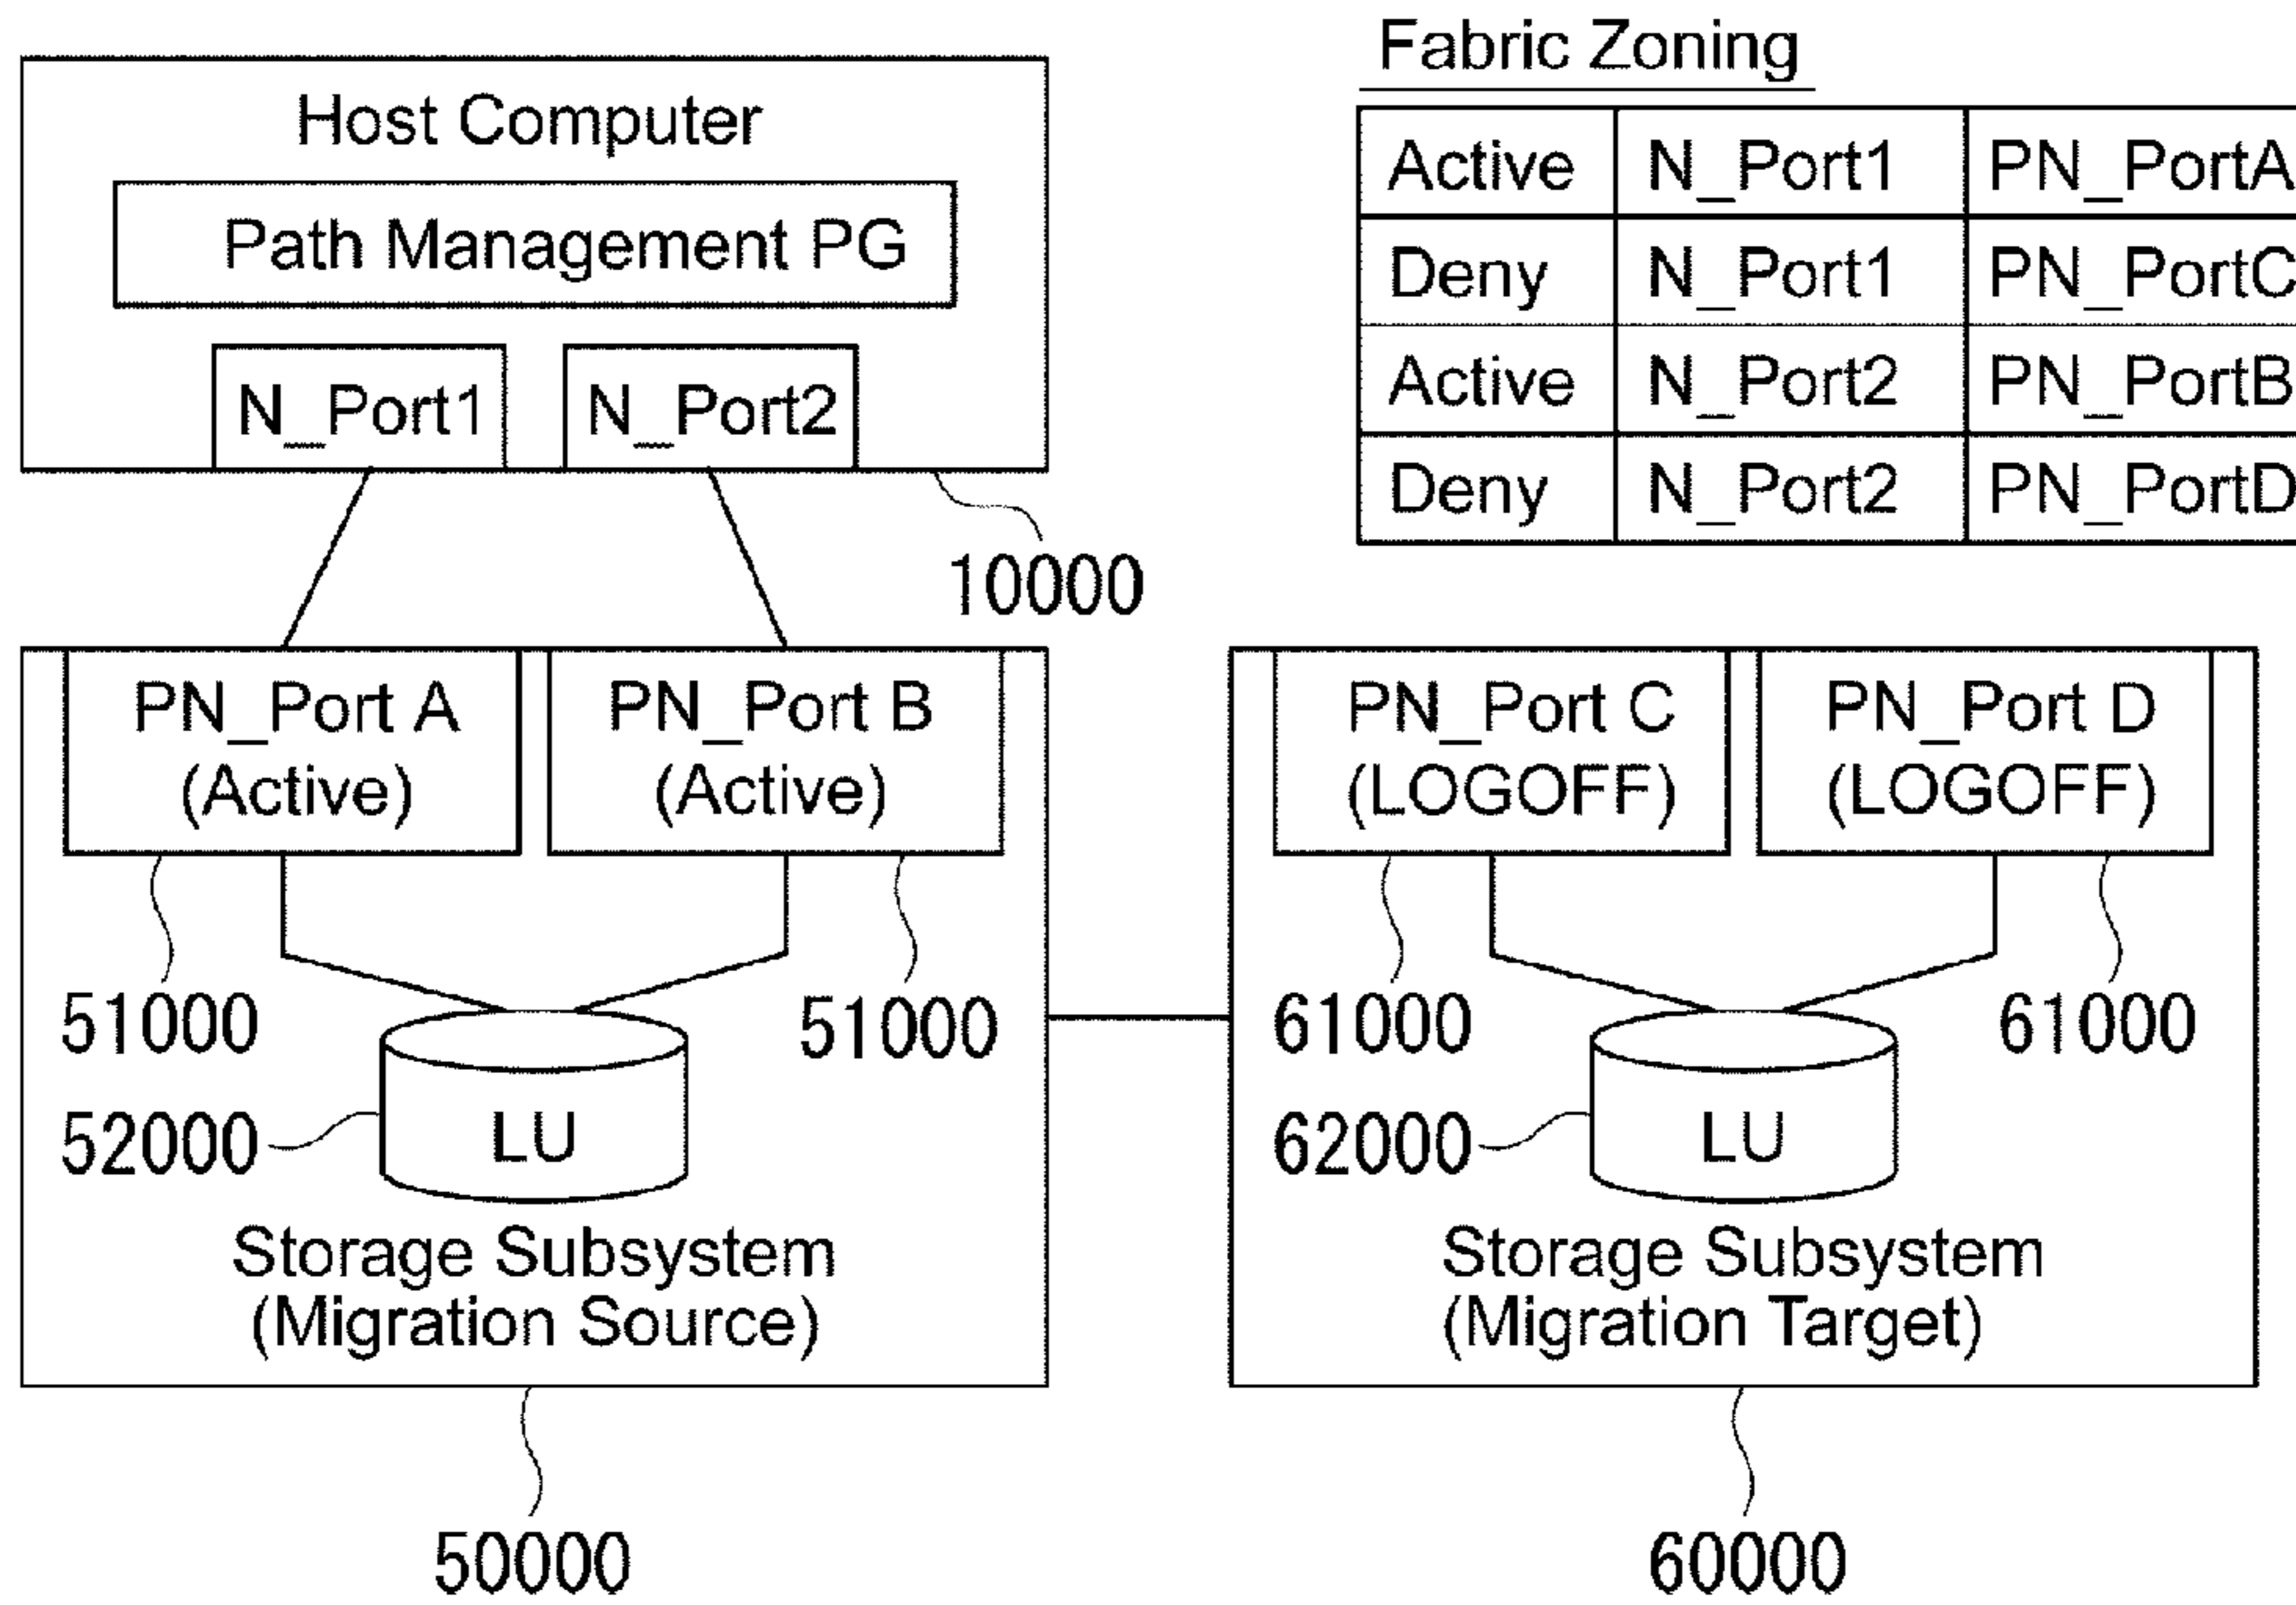 Fabric Zoning
Active N_Port1 PN_PortA
Deny N_Port1 PN_PortC
Active N_Port2 PN_PortB
Deny N_Port2 PN_PortD
Host Computer
Path Management PG
N_Port1 N_Port2
10000
PN_Port A
(Active)
PN_Port B
(Active)
51000
51000
52000
LU
Storage Subsystem
(Migration Source)
50000
PN_Port C
(LOGOFF)
PN_Port D
(LOGOFF)
61000
61000
62000
LU
Storage Subsystem
(Migration Target)
60000